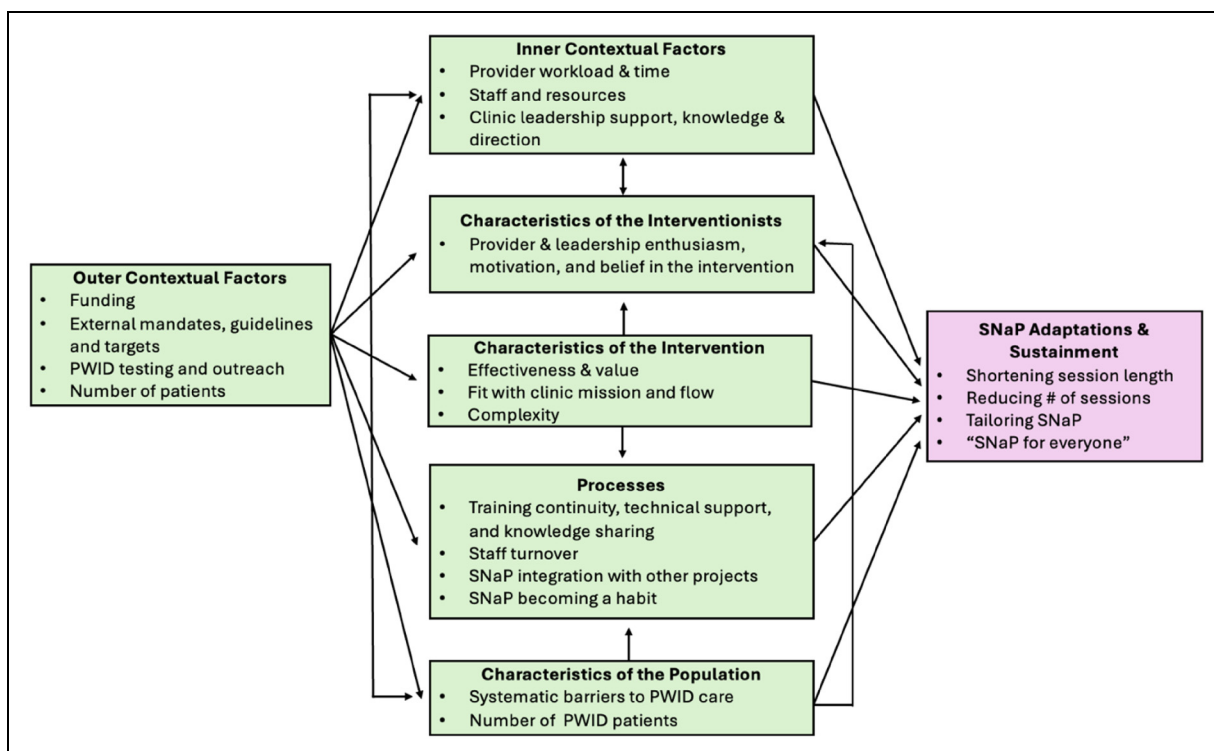 Inner Contextual Factors
• Provider workload & time
• Staff and resources
• Clinic leadership support, knowledge &
direction
Characteristics of the Interventionists
• Provider & leadership enthusiasm,
motivation, and belief in the intervention
Outer Contextual Factors
• Funding
• External mandates, guidelines
and targets
• PWID testing and outreach
• Number of patients
Characteristics of the Intervention
• Effectiveness & value
• Fit with clinic mission and flow
• Complexity
Processes
• Training continuity, technical support,
and knowledge sharing
• Staff turnover
• SNaP integration with other projects
• SNaP becoming a habit
Characteristics of the Population
• Systematic barriers to PWID care
• Number of PWID patients
SNaP Adaptations &
Sustainment
• Shortening session length
• Reducing # of sessions
• Tailoring SNaP
• “SNaP for everyone”